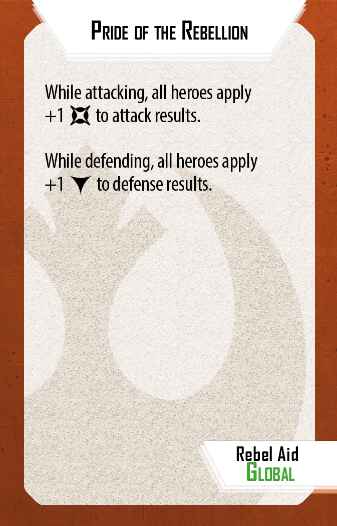 Pride of the Rebellion
While attacking, all heroes apply
+1 to attack results.
While defending, all heroes apply
+1 to defense results.
Rebel Aid
Global